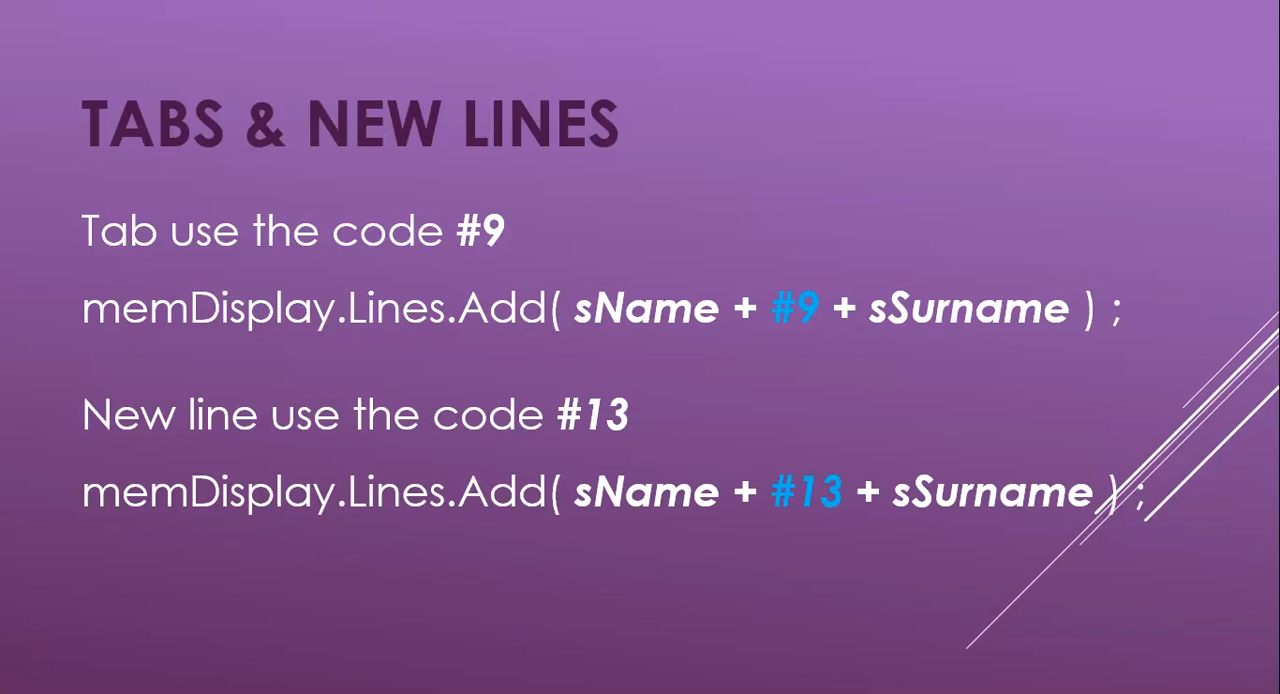 TABS & NEW LINES
Tab use the code #9
memDisplay.Lines.Add( sName + #9 + sSurname ) ;
New line use the code #13
memDisplay.Lines.Add( sName + #13 + sSurname ) ;